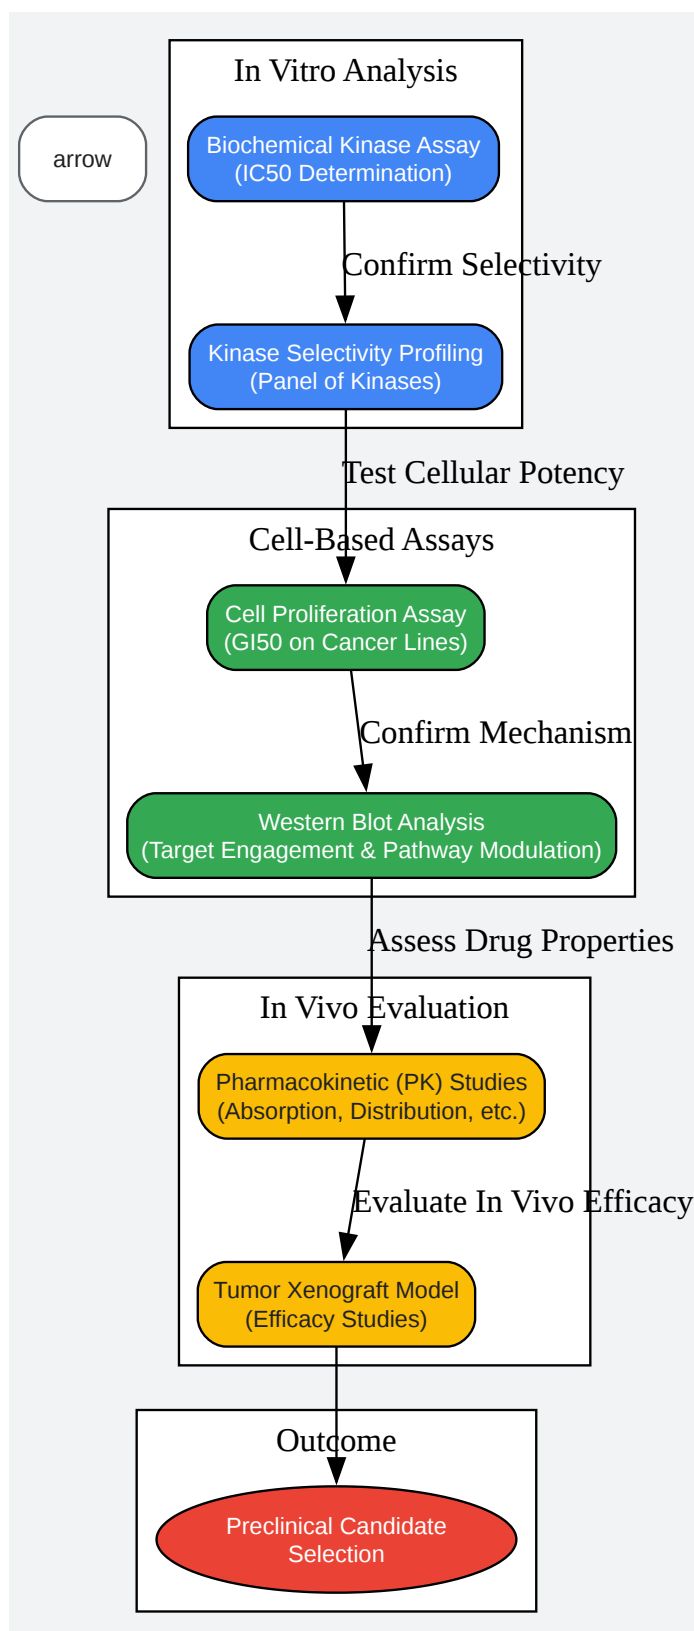 In Vitro Analysis
arrow
Biochemical Kinase Assay
(IC50 Determination)
Confirm Selectivity
Kinase Selectivity Profiling
(Panel of Kinases)
Test Cellular Potency
Cell-Based Assays
Cell Proliferation Assay
(GI50 on Cancer Lines)
Confirm Mechanism
Western Blot Analysis
(Target Engagement & Pathway Modulation)
Assess Drug Properties
In Vivo Evaluation
Pharmacokinetic (PK) Studies
(Absorption, Distribution, etc.)
Evaluate In Vivo Efficacy
Tumor Xenograft Model
(Efficacy Studies)
Outcome
Preclinical Candidate
Selection